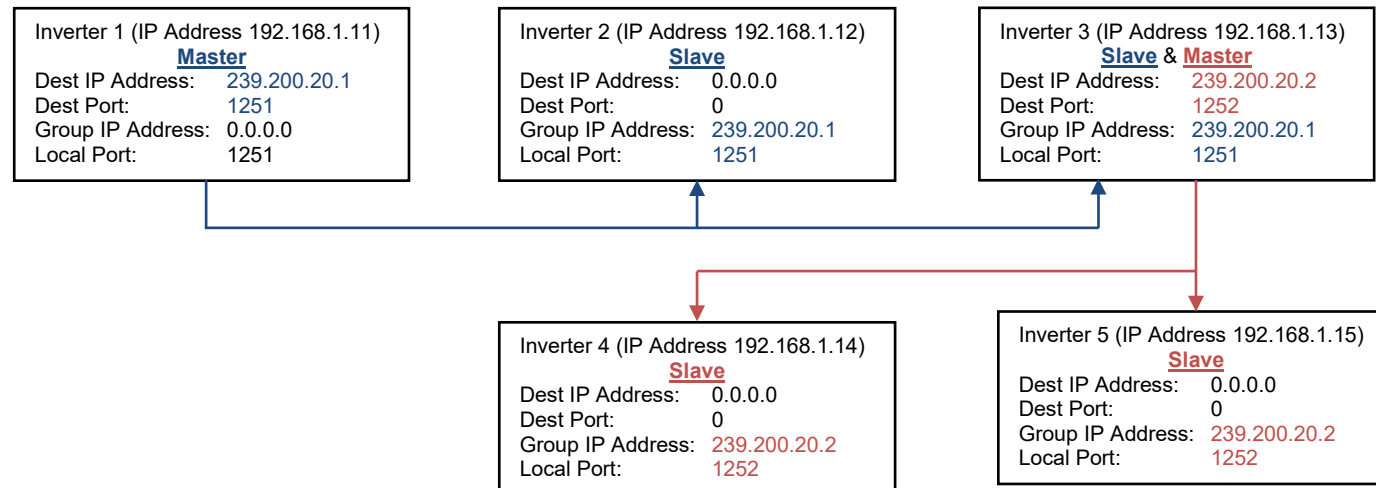 Inverter 1 (IP Address 192.168.1.11)
Master
Dest IP Address: 239.200.20.1
Dest Port: 1251
Group IP Address: 0.0.0.0
Local Port: 1251
Inverter 2 (IP Address 192.168.1.12)
Slave
Dest IP Address: 0.0.0.0
Dest Port: 0
Group IP Address: 239.200.20.1
Local Port: 1251
Inverter 3 (IP Address 192.168.1.13)
Slave & Master
Dest IP Address: 239.200.20.2
Dest Port: 1252
Group IP Address: 239.200.20.1
Local Port: 1251
Inverter 4 (IP Address 192.168.1.14)
Slave
Dest IP Address: 0.0.0.0
Dest Port: 0
Group IP Address: 239.200.20.2
Local Port: 1252
Inverter 5 (IP Address 192.168.1.15)
Slave
Dest IP Address: 0.0.0.0
Dest Port: 0
Group IP Address: 239.200.20.2
Local Port: 1252